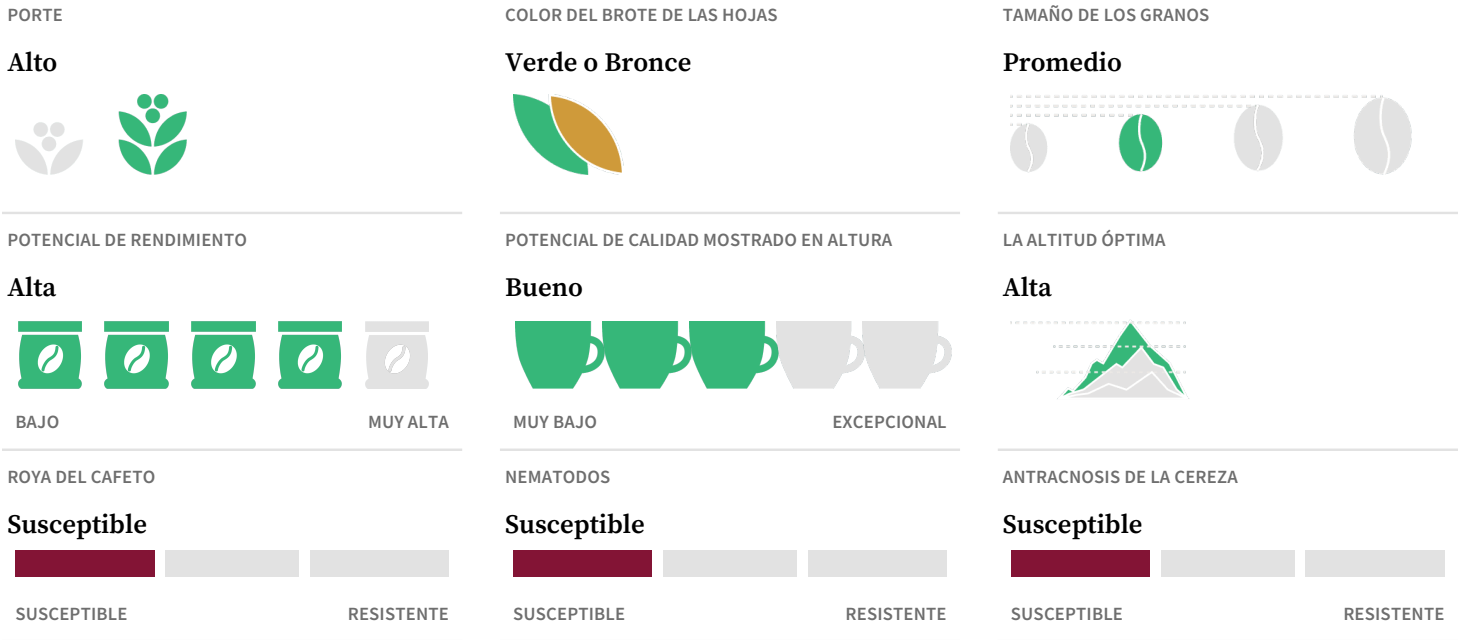 PORTE
Alto
COLOR DEL BROTE DE LAS HOJAS
Verde o Bronce
TAMAÑO DE LOS GRANOS
Promedio
POTENCIAL DE RENDIMIENTO
Alta
BAJO
MUY ALTA
POTENCIAL DE CALIDAD MOSTRADO EN ALTURA
Bueno
MUY BAJO
EXCEPCIONAL
LA ALTITUD ÓPTIMA
Alta
ROYA DEL CAFETO
Susceptible
SUSCEPTIBLE
RESISTENTE
NEMATODOS
Susceptible
SUSCEPTIBLE
RESISTENTE
ANTRACNOSIS DE LA CEREZA
Susceptible
SUSCEPTIBLE
RESISTENTE